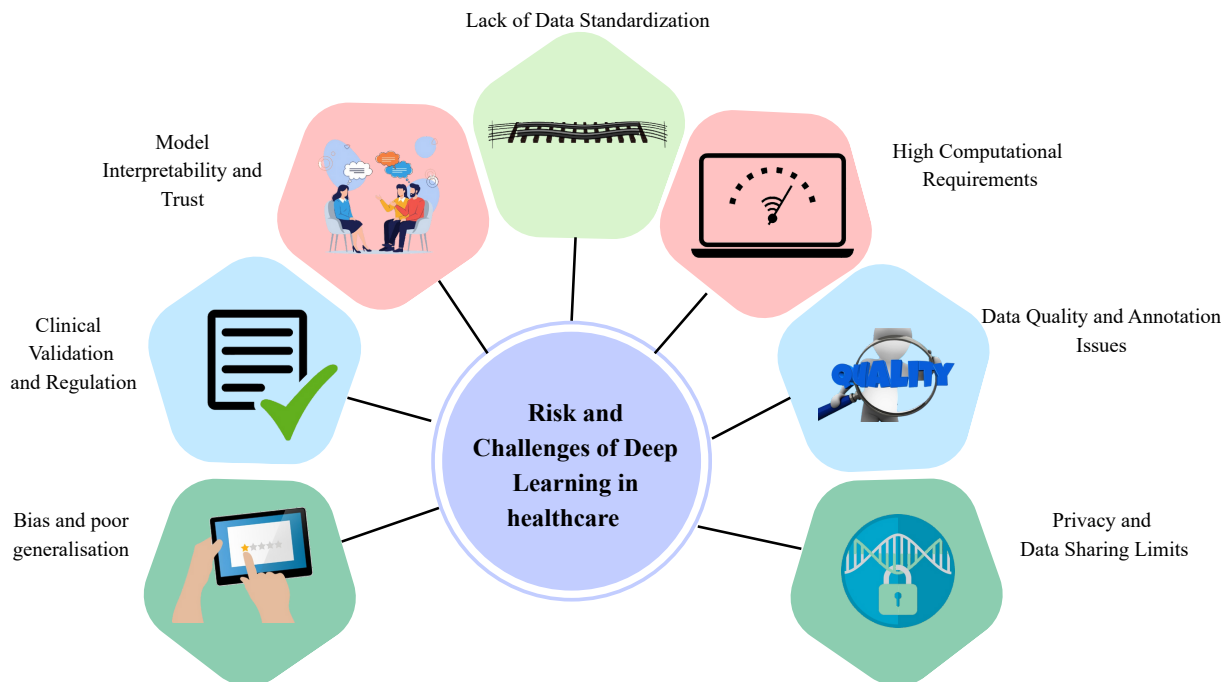 Lack of Data Standardization
Model
Interpretability and
Trust
High Computational
Requirements
Clinical
Validation
and Regulation
Data Quality and Annotation
Issues
QUALITY
Risk and
Challenges of Deep
Learning in
healthcare
Bias and poor
generalisation
Privacy and
Data Sharing Limits